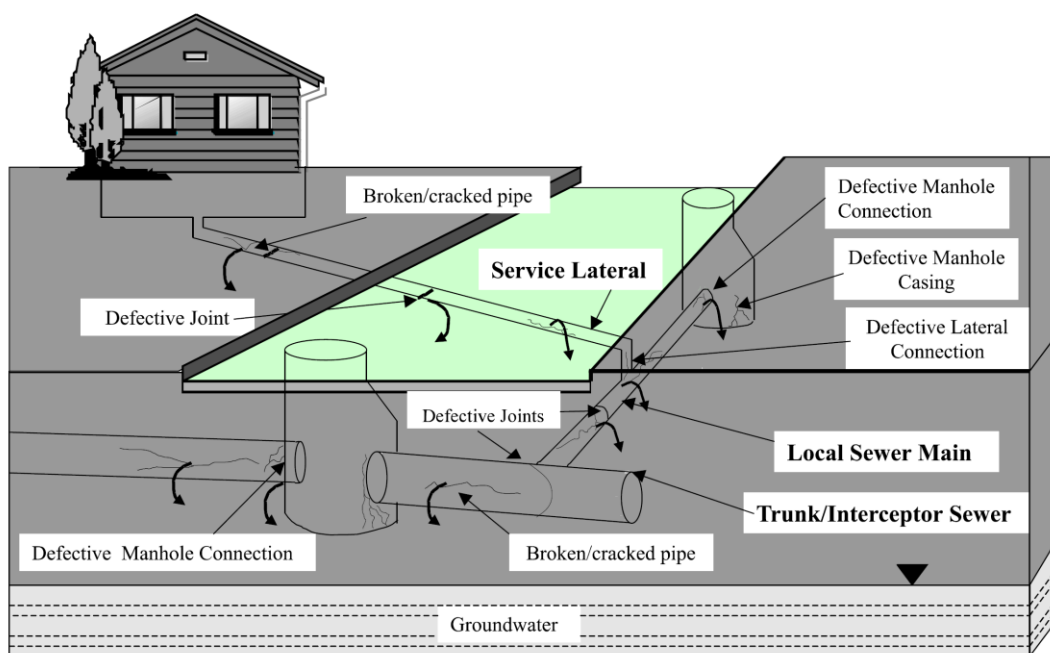 Broken/cracked pipe
Defective Manhole
Connection
Service Lateral
Defective Manhole
Casing
Defective Joint
Defective Lateral
Connection
Defective Joints
Local Sewer Main
Trunk/Interceptor Sewer
Defective Manhole Connection
Broken/cracked pipe
Groundwater